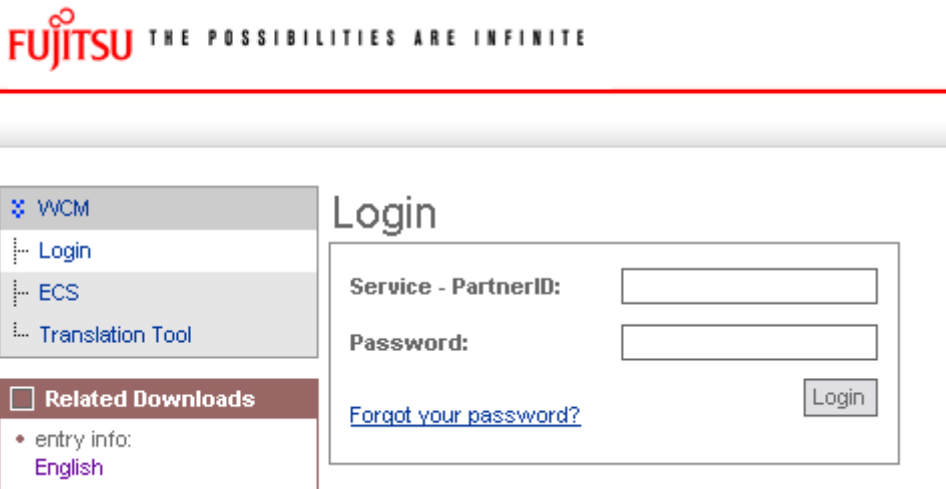 FUJITSU THE POSSIBILITIES ARE INFINITE
WCM
Login
ECS
Translation Tool
Related Downloads
• entry info:
English
Login
Service - PartnerID:
Password:
Forgot your password?
Login